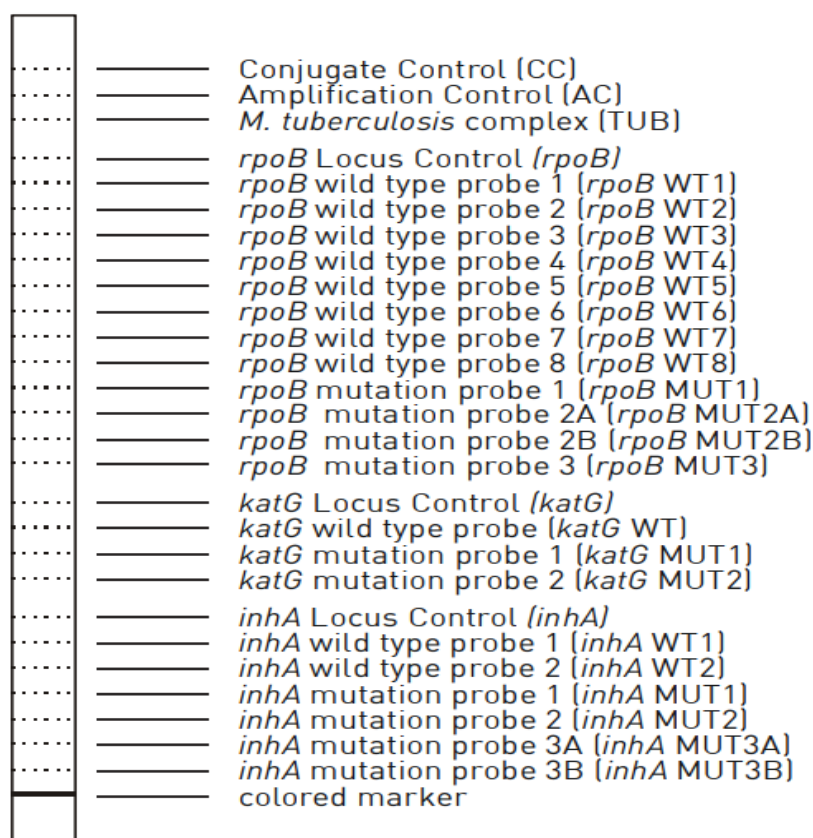 Conjugate Control (CC)
Amplification Control (AC)
M. tuberculosis complex (TUB)
rpoB Locus Control (rpoB)
rpoB wild type probe 1 (rpoB WT1)
rpoB wild type probe 2 (rpoB WT2)
rpoB wild type probe 3 (rpoB WT3)
rpoB wild type probe 4 (rpoB WT4)
rpoB wild type probe 5 (rpoB WT5)
rpoB wild type probe 6 (rpoB WT6)
rpoB wild type probe 7 (rpoB WT7)
rpoB wild type probe 8 (rpoB WT8)
rpoB mutation probe 1 (rpoB MUT1)
rpoB mutation probe 2A (rpoB MUT2A)
rpoB mutation probe 2B (rpoB MUT2B)
rpoB mutation probe 3 (rpoB MUT3)
katG Locus Control (katG)
katG wild type probe (katG WT)
katG mutation probe 1 (katG MUT1)
katG mutation probe 2 (katG MUT2)
inhA Locus Control (inhA)
inhA wild type probe 1 (inhA WT1)
inhA wild type probe 2 (inhA WT2)
inhA mutation probe 1 (inhA MUT1)
inhA mutation probe 2 (inhA MUT2)
inhA mutation probe 3A (inhA MUT3A)
inhA mutation probe 3B (inhA MUT3B)
colored marker